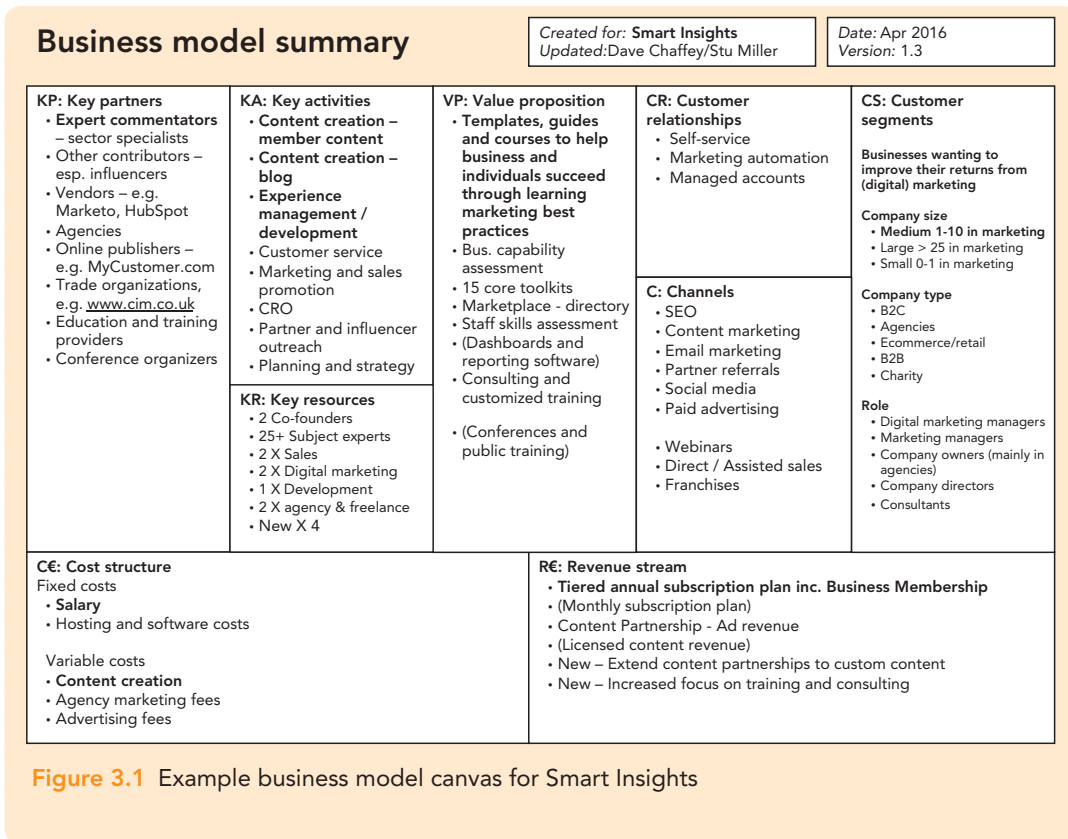 Business model summary
Created for: Smart Insights
Updated:Dave Chaffey/Stu Miller
Date: Apr 2016
Version: 1.3
KP: Key partners
• Expert commentators
– sector specialists
• Other contributors –
esp. influencers
• Vendors – e.g.
Marketo, HubSpot
• Agencies
• Online publishers –
e.g. MyCustomer.com
• Trade organizations,
e.g. www.cim.co.uk
• Education and training
providers
• Conference organizers
KA: Key activities
• Content creation –
member content
• Content creation –
blog
• Experience
management /
development
• Customer service
• Marketing and sales
promotion
• CRO
• Partner and influencer
outreach
• Planning and strategy
KR: Key resources
• 2 Co-founders
• 25+ Subject experts
• 2 X Sales
• 2 X Digital marketing
• 1 X Development
• 2 X agency & freelance
• New X 4
VP: Value proposition
• Templates, guides
and courses to help
business and
individuals succeed
through learning
marketing best
practices
• Bus. capability
assessment
• 15 core toolkits
• Marketplace - directory
• Staff skills assessment
• (Dashboards and
reporting software)
• Consulting and
customized training
• (Conferences and
public training)
CR: Customer
relationships
• Self-service
• Marketing automation
• Managed accounts
C: Channels
• SEO
• Content marketing
• Email marketing
• Partner referrals
• Social media
• Paid advertising
• Webinars
• Direct / Assisted sales
• Franchises
CS: Customer
segments
Businesses wanting to
improve their returns from
(digital) marketing
Company size
• Medium 1-10 in marketing
• Large > 25 in marketing
• Small 0-1 in marketing
Company type
• B2C
• Agencies
• Ecommerce/retail
• B2B
• Charity
Role
• Digital marketing managers
• Marketing managers
• Company owners (mainly in
agencies)
• Company directors
• Consultants
C€: Cost structure
Fixed costs
• Salary
• Hosting and software costs
Variable costs
• Content creation
• Agency marketing fees
• Advertising fees
R€: Revenue stream
• Tiered annual subscription plan inc. Business Membership
• (Monthly subscription plan)
• Content Partnership - Ad revenue
• (Licensed content revenue)
• New – Extend content partnerships to custom content
• New – Increased focus on training and consulting
Figure 3.1 Example business model canvas for Smart Insights